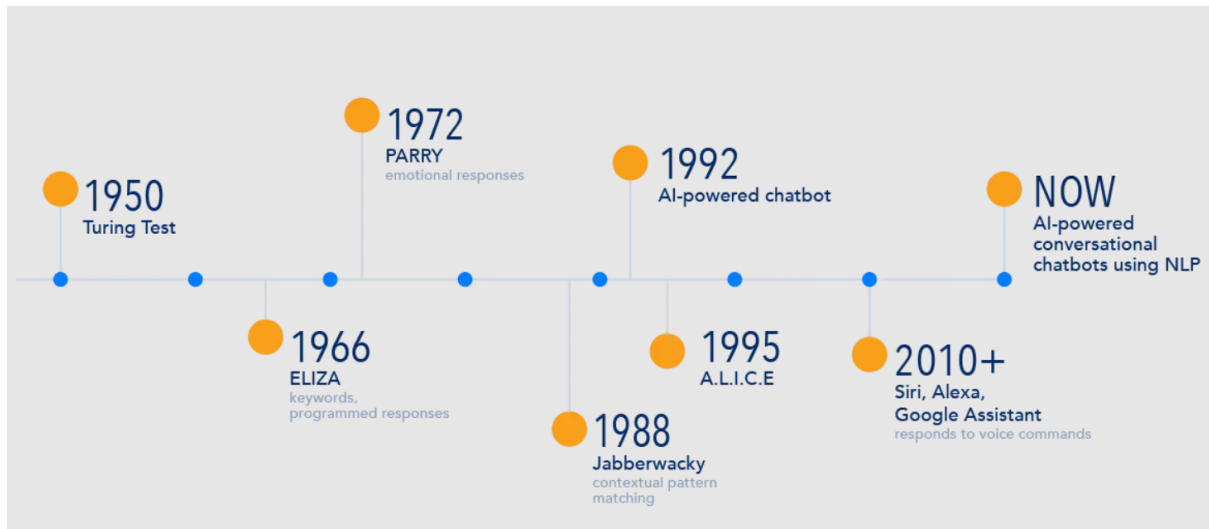 1950
Turing Test
1966
ELIZA
keywords,
programmed responses
1972
PARRY
emotional responses
1988
Jabberwacky
contextual pattern
matching
1992
AI-powered chatbot
1995
A.L.I.C.E
2010+
Siri, Alexa,
Google Assistant
responds to voice commands
NOW
AI-powered
conversational
chatbots using NLP